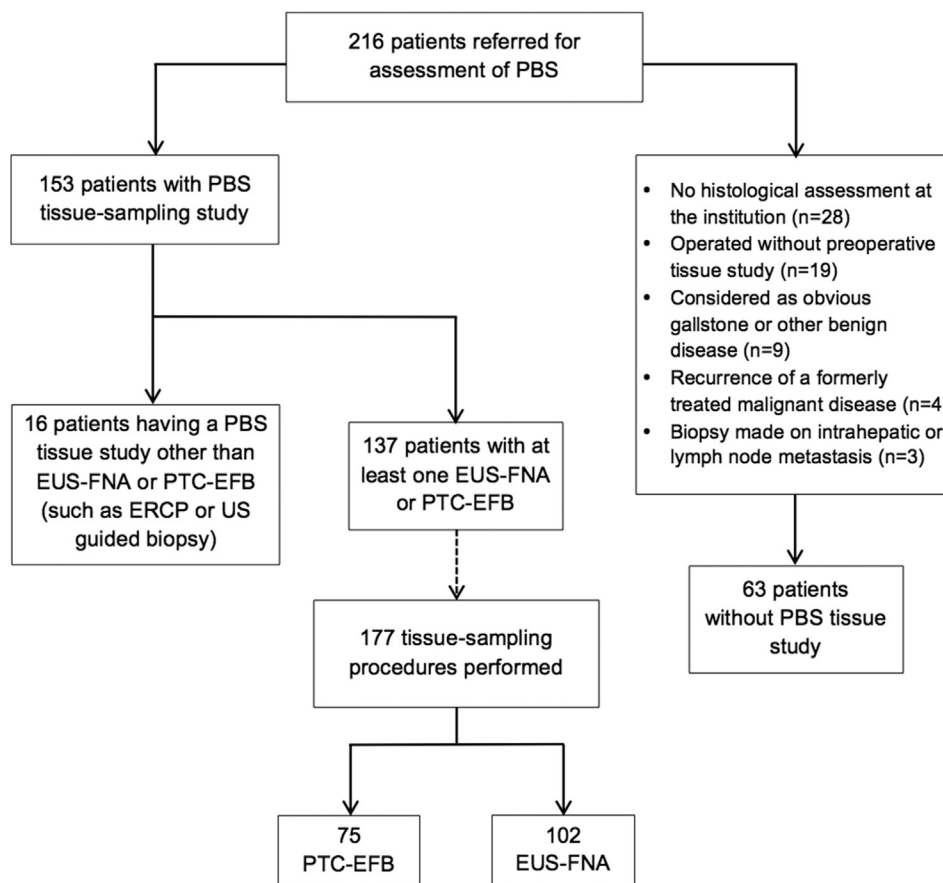 216 patients referred for
assessment of PBS
153 patients with PBS
tissue-sampling study
• No histological assessment at
the institution (n=28)
• Operated without preoperative
tissue study (n=19)
• Considered as obvious
gallstone or other benign
disease (n=9)
• Recurrence of a formerly
treated malignant disease (n=4
• Biopsy made on intrahepatic or
lymph node metastasis (n=3)
16 patients having a PBS
tissue study other than
EUS-FNA or PTC-EFB
(such as ERCP or US
guided biopsy)
137 patients with at
least one EUS-FNA
or PTC-EFB
63 patients
without PBS tissue
study
177 tissue-sampling
procedures performed
75
PTC-EFB
102
EUS-FNA